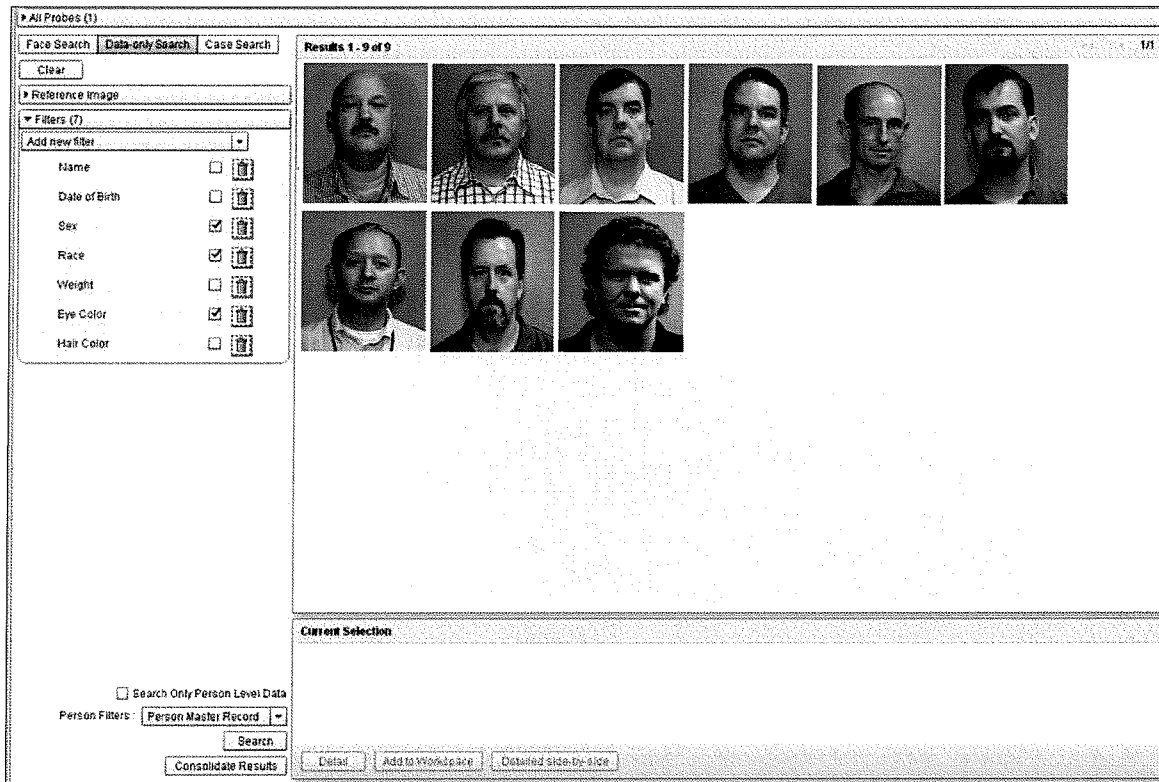 All Probes (1)
Face Search Data-only Search Case Search
Clear
Reference Image
Filters (7)
Add new filter
Name
Date of Birth
Sex
Race
Weight
Eye Color
Hair Color
Search Only Person Level Data
Person Filters : Person Master Record
Search
Consolidate Results
Results 1 - 9 of 9
1/1
Current Selection
Detail Add to Workspace Detailed side-by-side